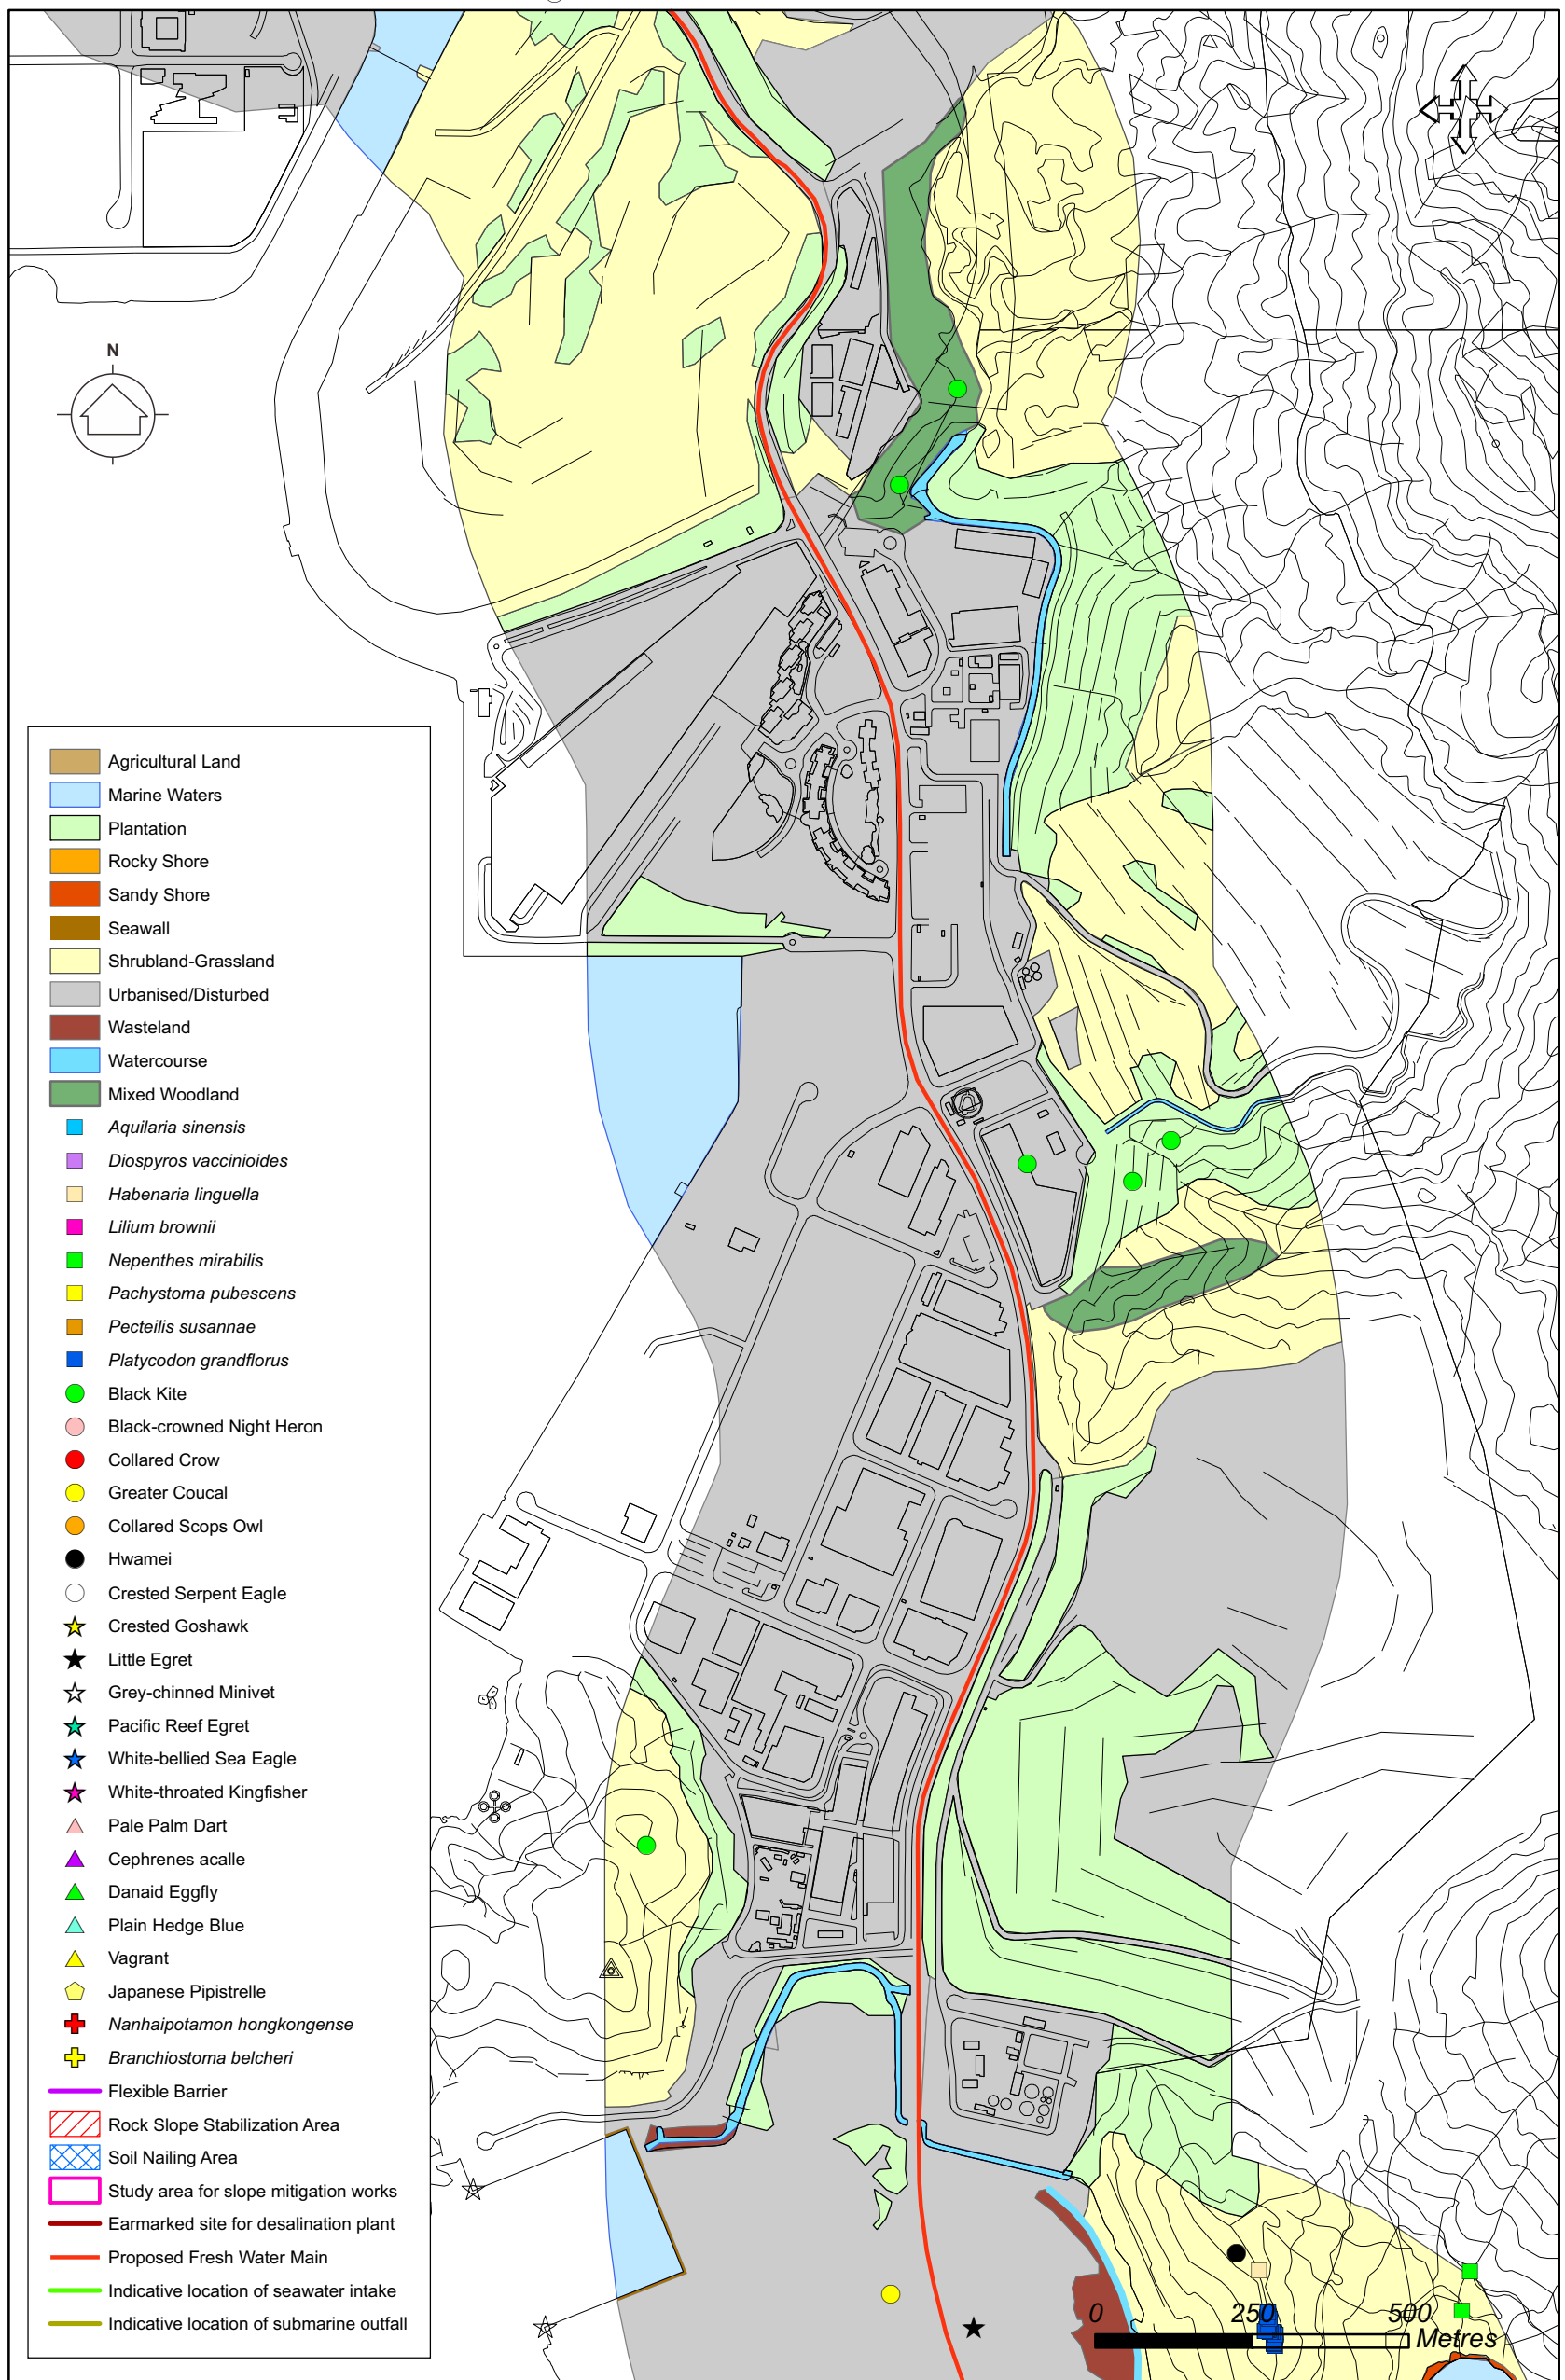 N
Agricultural Land
Marine Waters
Plantation
Rocky Shore
Sandy Shore
Seawall
Shrubland-Grassland
Urbanised/Disturbed
Wasteland
Watercourse
Mixed Woodland
Aquilaria sinensis
Diospyros vaccinioides
Habenaria linguella
Lilium brownii
Nepenthes mirabilis
Pachystoma pubescens
Pecteilis susannae
Platycodon grandflorus
Black Kite
Black-crowned Night Heron
Collared Crow
Greater Coucal
Collared Scops Owl
Hwamei
Crested Serpent Eagle
Crested Goshawk
Little Egret
Grey-chinned Minivet
Pacific Reef Egret
White-bellied Sea Eagle
White-throated Kingfisher
Pale Palm Dart
Cephrenes acalle
Danaid Eggfly
Plain Hedge Blue
Vagrant
Japanese Pipistrelle
Nanhaipotamon hongkongense
Branchiostoma belcheri
Flexible Barrier
Rock Slope Stabilization Area
Soil Nailing Area
Study area for slope mitigation works
Earmarked site for desalination plant
Proposed Fresh Water Main
Indicative location of seawater intake
Indicative location of submarine outfall
0 250 500
Metres